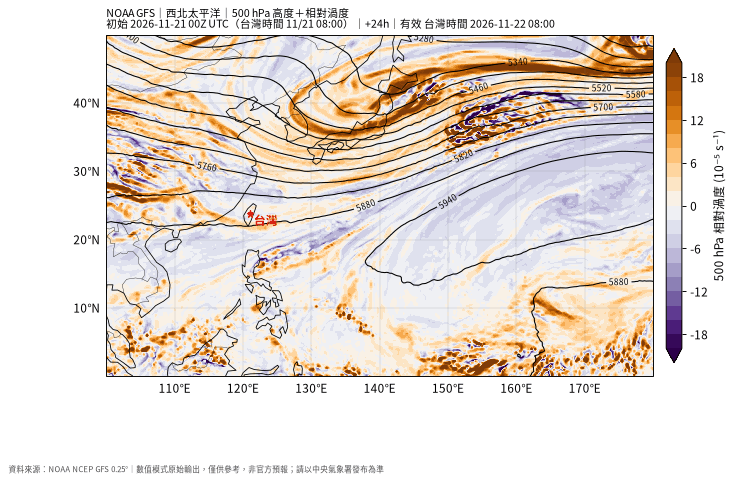 NOAA GFS｜西北太平洋｜500 hPa 高度＋相對渦度
初始 2026-11-21 00Z UTC（台灣時間 11/21 08:00）｜+24h｜有效 台灣時間 2026-11-22 08:00
5280
5340
5460
5520
5580
5700
5760
5820
5880
5940
5880
台灣
40°N
30°N
20°N
10°N
110°E
120°E
130°E
140°E
150°E
160°E
170°E
18
12
6
0
-6
-12
-18
500 hPa 相對渦度 (10⁻⁵ s⁻¹)
資料來源：NOAA NCEP GFS 0.25°｜數值模式原始輸出，僅供參考，非官方預報；請以中央氣象署發布為準